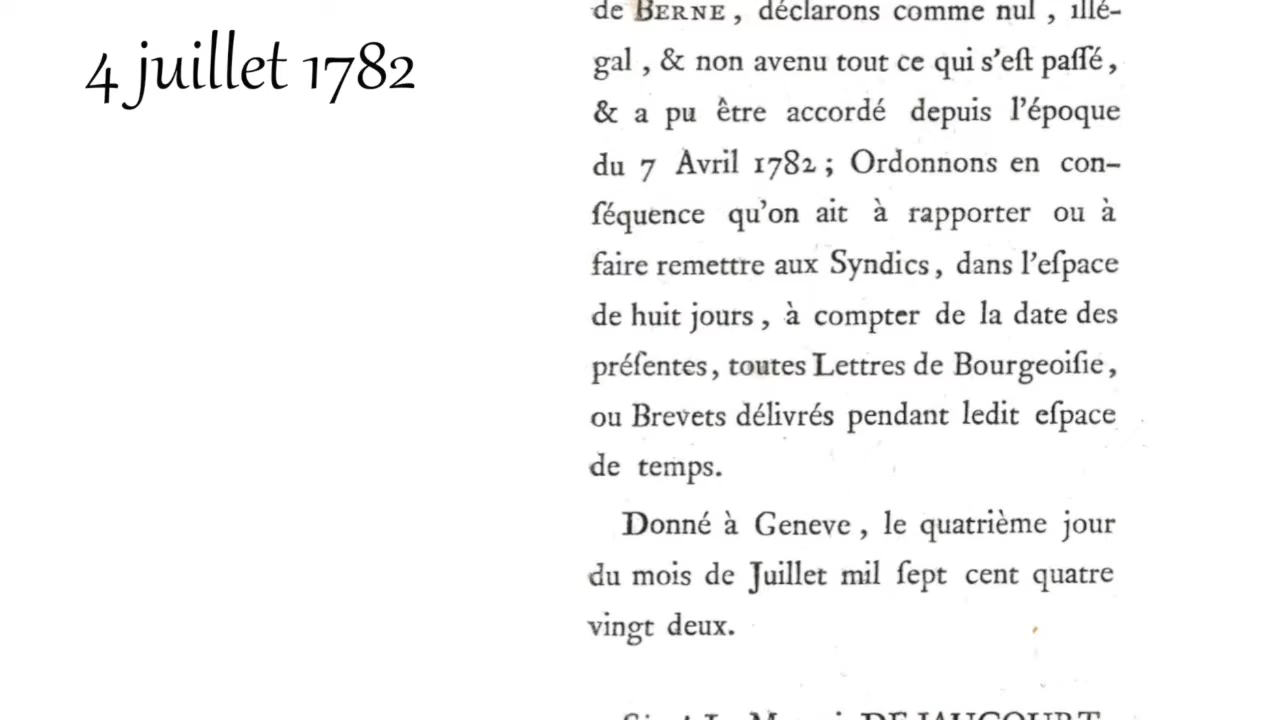 4 juillet 1782
de BERNE, déclarons comme nul, illé-
gal, & non avenu tout ce qui s'eſt paſſé,
& a pu être accordé depuis l'époque
du 7 Avril 1782; Ordonnons en con-
ſéquence qu'on ait à rapporter ou à
faire remettre aux Syndics, dans l'eſpace
de huit jours, à compter de la date des
préſentes, toutes Lettres de Bourgeoiſie,
ou Brevets délivrés pendant ledit eſpace
de temps.
Donné à Geneve, le quatrième jour
du mois de Juillet mil ſept cent quatre
vingt deux.
DE JAUCOURT